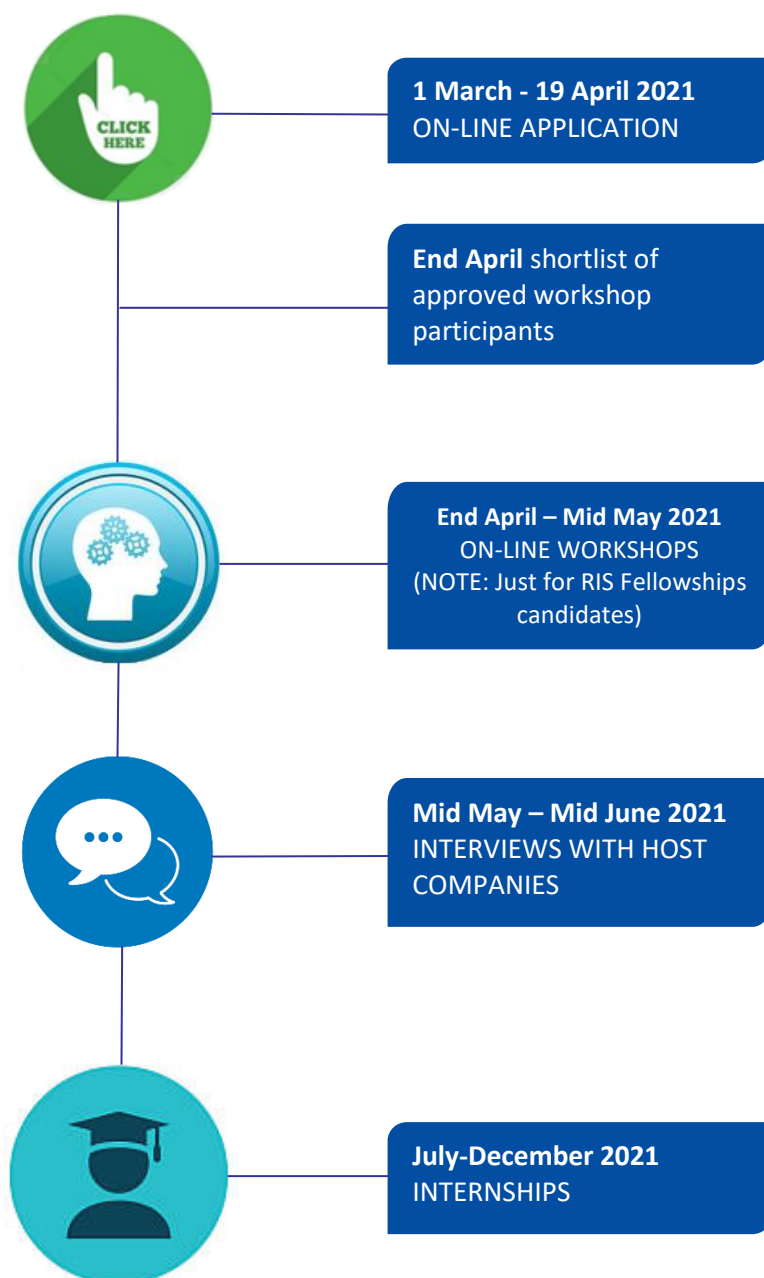 CLICK
HERE
1 March - 19 April 2021
ON-LINE APPLICATION
End April shortlist of
approved workshop
participants
End April – Mid May 2021
ON-LINE WORKSHOPS
(NOTE: Just for RIS Fellowships
candidates)
Mid May – Mid June 2021
INTERVIEWS WITH HOST
COMPANIES
July-December 2021
INTERNSHIPS